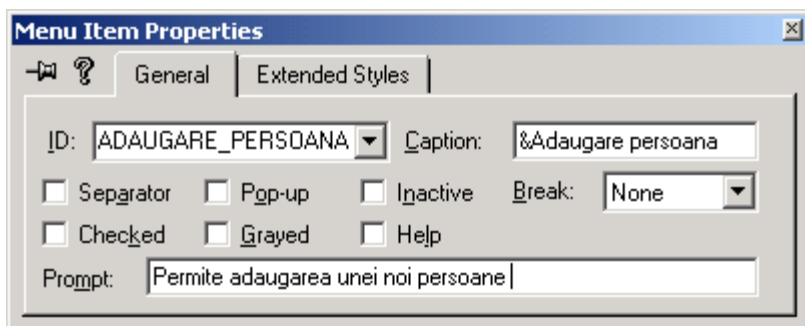 Menu Item Properties
General Extended Styles
ID: ADAUGARE_PERSOANA Caption: &Adaugare persoana
Separator Pop-up Inactive Break: None
Checked Grayed Help
Prompt: Permite adaugarea unei noi persoane